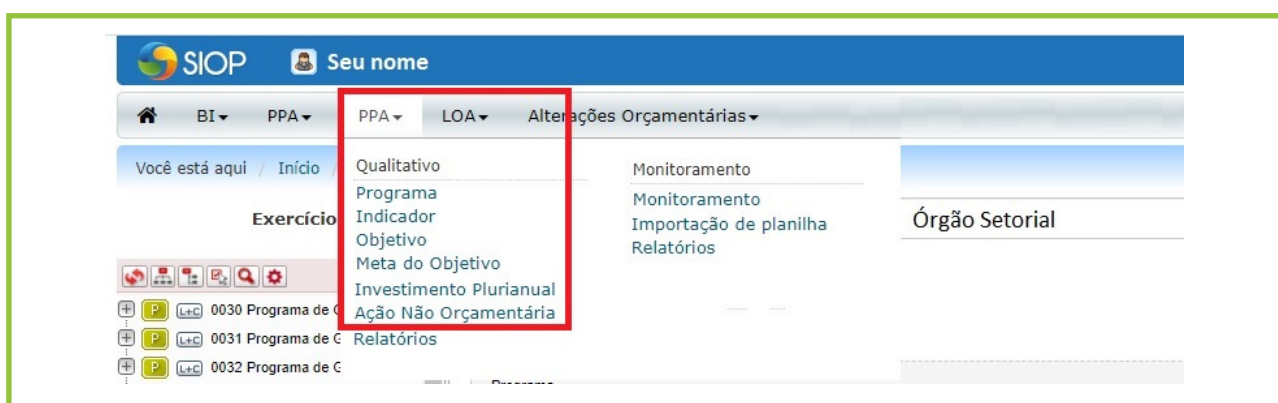 SIOP Seu nome
BI PPA PPA LOA Alterações Orçamentárias
Você está aqui / Início /
Qualitativo
Programa
Indicador
Objetivo
Meta do Objetivo
Investimento Plurianual
Ação Não Orçamentária
Relatórios
Monitoramento
Monitoramento
Importação de planilha
Relatórios
Exercício
Órgão Setorial
P L+C 0030 Programa de G
P L+C 0031 Programa de G
P L+C 0032 Programa de G